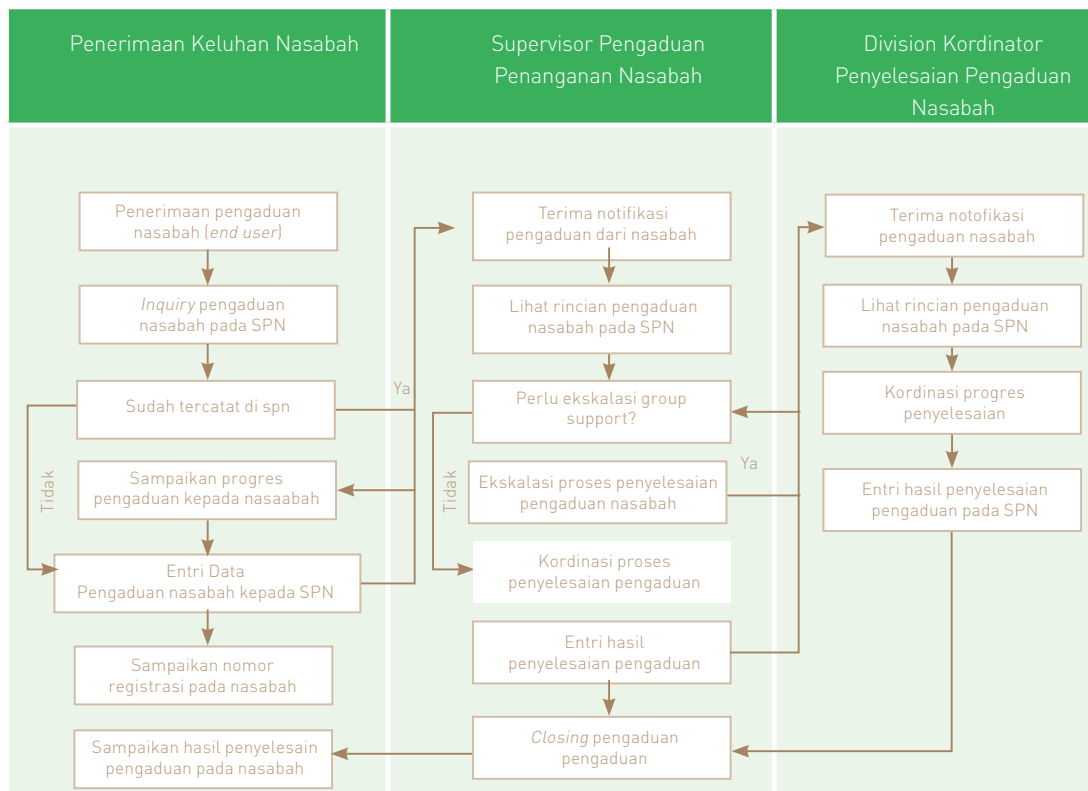 Penerimaan Keluhan Nasabah
Supervisor Pengaduan
Penanganan Nasabah
Division Kordinator
Penyelesaian Pengaduan
Nasabah
Penerimaan pengaduan
nasabah (end user)
Inquiry pengaduan
nasabah pada SPN
Sudah tercatat di spn
Ya
Tidak
Sampaikan progres
pengaduan kepada nasaabah
Entri Data
Pengaduan nasabah kepada SPN
Sampaikan nomor
registrasi pada nasabah
Sampaikan hasil penyelesain
pengaduan pada nasabah
Terima notifikasi
pengaduan dari nasabah
Lihat rincian pengaduan
nasabah pada SPN
Perlu ekskalasi group
support?
Tidak
Ya
Ekskalasi proses penyelesaian
pengaduan nasabah
Kordinasi proses
penyelesaian pengaduan
Entri hasil
penyelesaian pengaduan
Closing pengaduan
pengaduan
Terima notofikasi
pengaduan nasabah
Lihat rincian pengaduan
nasabah pada SPN
Kordinasi progres
penyelesaian
Entri hasil penyelesaian
pengaduan pada SPN